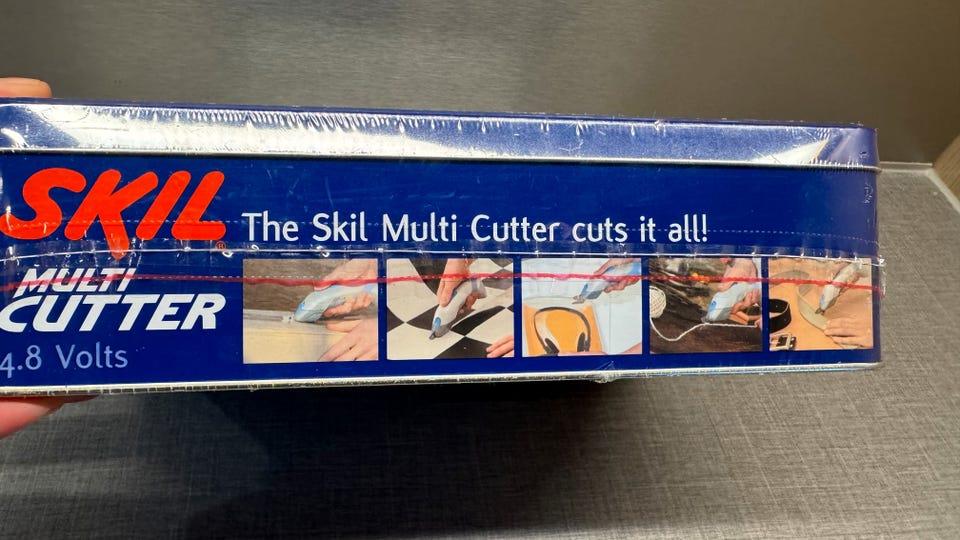 SKIL®
The Skil Multi Cutter cuts it all!
MULTI
CUTTER
4.8 Volts